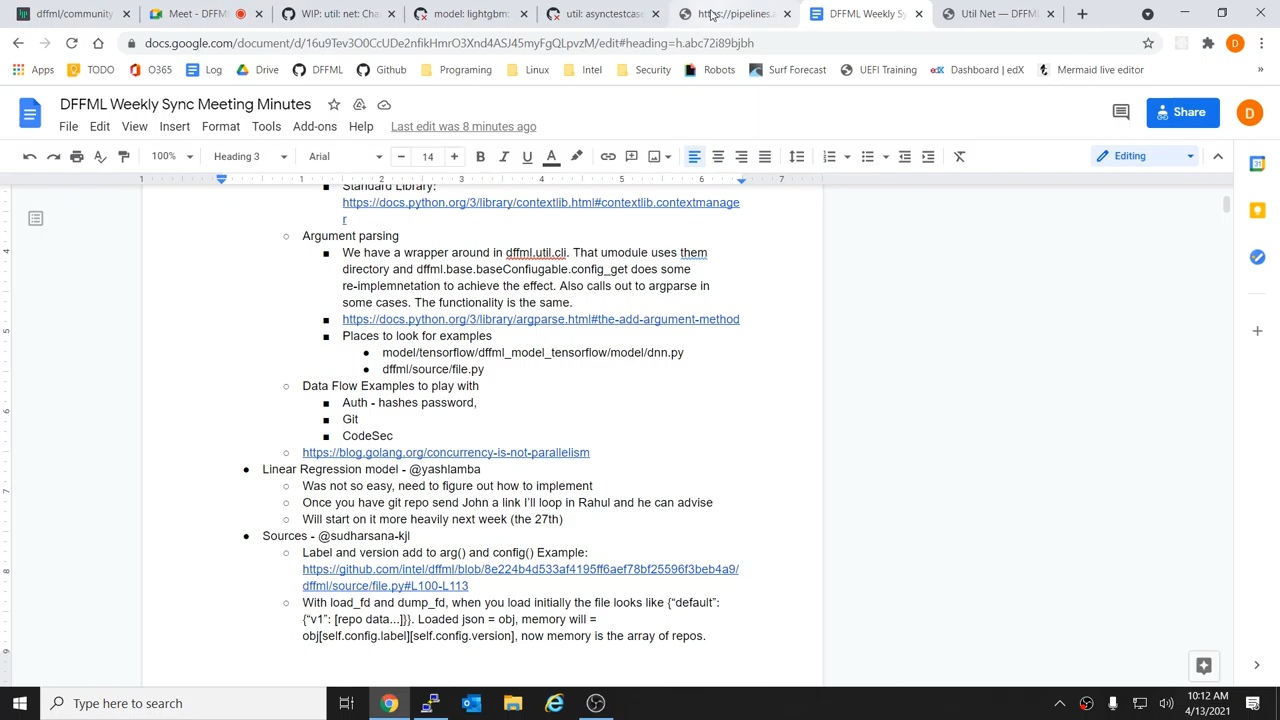 dffml/community
Meet - DFFM
WIP: util: net: Cha
model: lightgbm:
util: asynctestcase
https://pipelines.a
DFFML Weekly Sy
Util Net — DFFML
docs.google.com/document/d/16u9Tev3O0CcUDe2nfikHmrO3Xnd4ASJ45myFgQLpvzM/edit#heading=h.abc72i89bjbh
D
Apps
TODO
O365
Log
Drive
DFFML
Github
Programing
Linux
Intel
Security
Robots
Surf Forecast
UEFI Training
Dashboard | edX
Mermaid live editor
»
DFFML Weekly Sync Meeting Minutes
File Edit View Insert Format Tools Add-ons Help Last edit was 8 minutes ago
Share
D
100% Heading 3 Arial 14 B I U A Editing
1 1 2 3 4 5 6 7
Standard Library:
https://docs.python.org/3/library/contextlib.html#contextlib.contextmanage
r
Argument parsing
We have a wrapper around in dffml.util.cli. That umodule uses them
directory and dffml.base.baseConfiugable.config_get does some
re-implemnetation to achieve the effect. Also calls out to argparse in
some cases. The functionality is the same.
https://docs.python.org/3/library/argparse.html#the-add-argument-method
Places to look for examples
model/tensorflow/dffml_model_tensorflow/model/dnn.py
dffml/source/file.py
Data Flow Examples to play with
Auth - hashes password,
Git
CodeSec
https://blog.golang.org/concurrency-is-not-parallelism
Linear Regression model - @yashlamba
Was not so easy, need to figure out how to implement
Once you have git repo send John a link I'll loop in Rahul and he can advise
Will start on it more heavily next week (the 27th)
Sources - @sudharsana-kjl
Label and version add to arg() and config() Example:
https://github.com/intel/dffml/blob/8e224b4d533af4195ff6aef78bf25596f3beb4a9/
dffml/source/file.py#L100-L113
With load_fd and dump_fd, when you load initially the file looks like {“default”:
{“v1”: [repo data...]}}. Loaded json = obj, memory will =
obj[self.config.label][self.config.version], now memory is the array of repos.
Type here to search
10:12 AM
4/13/2021